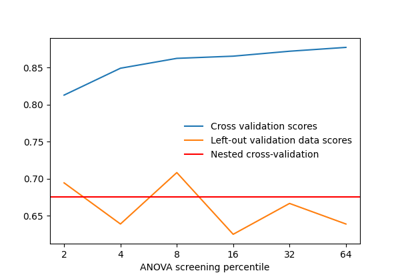 0.85
0.80
0.75
0.70
0.65
Cross validation scores
Left-out validation data scores
Nested cross-validation
2 4 8 16 32 64
ANOVA screening percentile